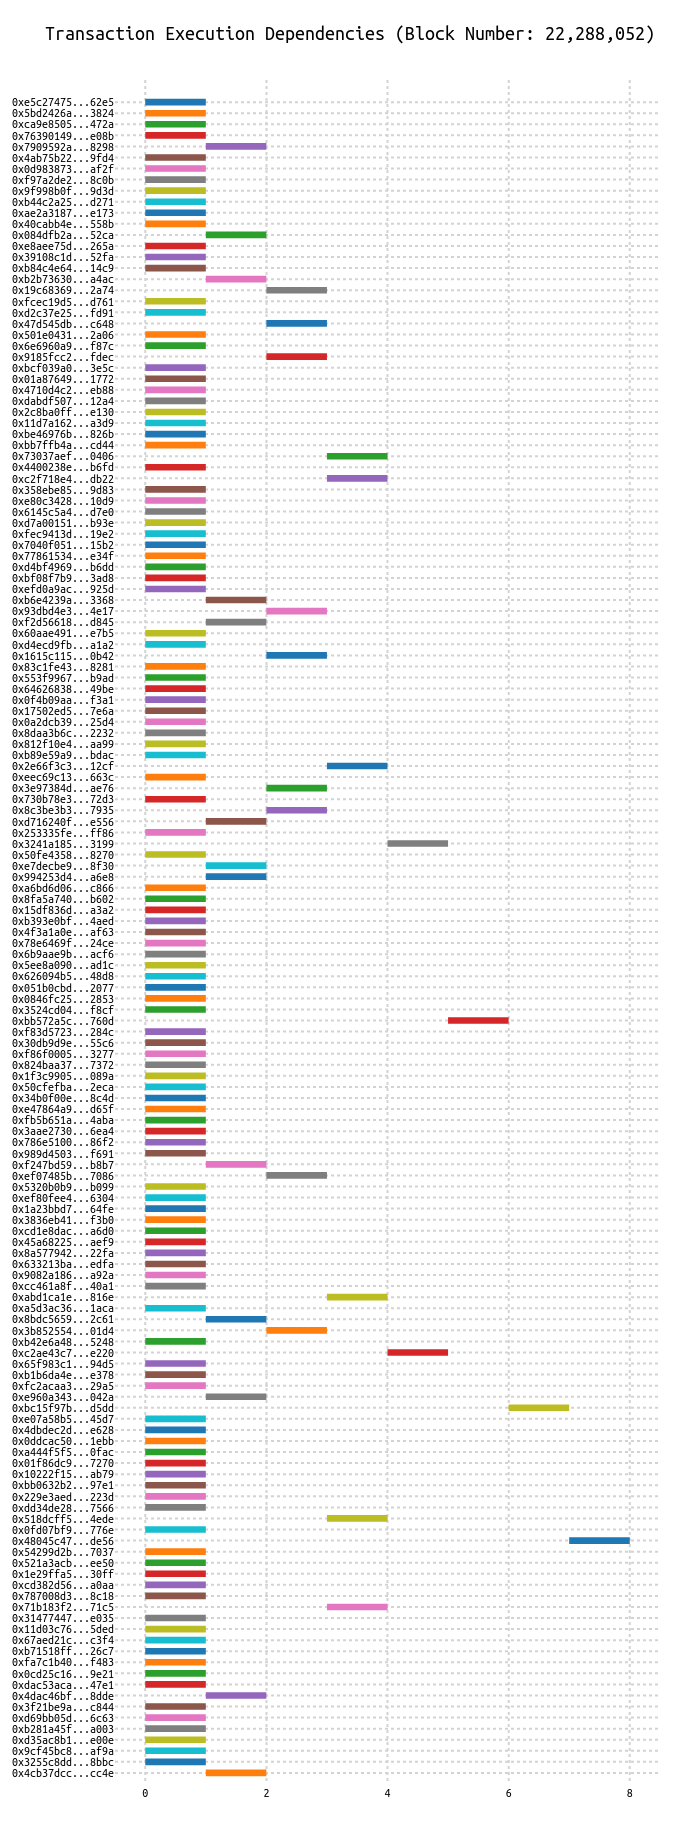 Transaction Execution Dependencies (Block Number: 22,288,052)
0xe5c27475...62e5
0x5bd2426a...3824
0xca9e8505...472a
0x76390149...e08b
0x7909592a...8298
0x4ab75b22...9fd4
0x0d983873...af2f
0xf97a2de2...8c0b
0x9f998b0f...9d3d
0xb44c2a25...d271
0xae2a3187...e173
0x40cabb4e...558b
0x084dfb2a...52ca
0xe8aee75d...265a
0x39108c1d...52fa
0xb84c4e64...14c9
0xb2b73630...a4ac
0x19c68369...2a74
0xfcec19d5...d761
0xd2c37e25...fd91
0x47d545db...c648
0x501e0431...2a06
0x6e6960a9...f87c
0x9185fcc2...fdec
0xbcf039a0...3e5c
0x01a87649...1772
0x4710d4c2...eb88
0xdabdf507...12a4
0x2c8ba0ff...e130
0x11d7a162...a3d9
0xbe46976b...826b
0xbb7ffb4a...cd44
0x73037aef...0406
0x4400238e...b6fd
0xc2f718e4...db22
0x358ebe85...9d83
0xe80c3428...10d9
0x6145c5a4...d7e0
0xd7a00151...b93e
0xfec9413d...19e2
0x7040f051...15b2
0x77861534...e34f
0xd4bf4969...b6dd
0xbf08f7b9...3ad8
0xefd0a9ac...925d
0xb6e4239a...3368
0x93dbd4e3...4e17
0xf2d56618...d845
0x60aae491...e7b5
0xd4ecd9fb...a1a2
0x1615c115...0b42
0x83c1fe43...8281
0x553f9967...b9ad
0x64626838...49be
0x0f4b09aa...f3a1
0x17502ed5...7e6a
0x0a2dcb39...25d4
0x8daa3b6c...2232
0x812f10e4...aa99
0xb89e59a9...bdac
0x2e66f3c3...12cf
0xeec69c13...663c
0x3e97384d...ae76
0x730b78e3...72d3
0x8c3be3b3...7935
0xd716240f...e556
0x253335fe...ff86
0x3241a185...3199
0x50fe4358...8270
0xe7decbe9...8f30
0x994253d4...a6e8
0xa6bd6d06...c866
0x8fa5a740...b602
0x15df836d...a3a2
0xb393e0bf...4aed
0x4f3a1a0e...af63
0x78e6469f...24ce
0x6b9aae9b...acf6
0x5ee8a090...ad1c
0x626094b5...48d8
0x051b0cbd...2077
0x0846fc25...2853
0x3524cd04...f8cf
0xbb572a5c...760d
0xfb3d5723...284c
0x30db9d9e...55c6
0xf86f0005...3277
0x824baa37...7372
0x1f3c9905...089a
0x50cfefba...2eca
0x34b0f00e...8c4d
0xe47864a9...d65f
0xfb5b651a...4aba
0x3aae2730...6ea4
0x786e5100...86f2
0x989d4503...f691
0xf247bd59...b8b7
0xef07485b...7086
0x5320b0b9...b099
0xef80fee4...6304
0x1a23bbd7...64fe
0x3836eb41...f3b0
0xcd1e8dac...a6d0
0x45a68225...aef9
0x8a577942...22fa
0x633213ba...edfa
0x9082a186...a92a
0xcc461a8f...40a1
0xabd1ca1e...816e
0xa5d3ac36...1aca
0x8bdc5659...2c61
0x3b852554...01d4
0xb42e6a48...5248
0xc2ae43c7...e220
0x65f983c1...94d5
0xb1b6da4e...e378
0xfc2acaa3...29a5
0xe960a343...042a
0xbc15f97b...d5dd
0xe07a58b5...45d7
0x4dbdec2d...e628
0x0ddcac50...1ebb
0xa444f5f5...0fac
0x01f86dc9...7270
0x10222f15...ab79
0xbb0632b2...97e1
0x229e3aed...223d
0xdd34de28...7566
0x518dcff5...4ede
0x0fd07bf9...776e
0x48045c47...de56
0x54299d2b...7037
0x521a3acb...ee50
0x1e29ffa5...30ff
0xcd382d56...a0aa
0x787008d3...8c18
0x71b183f2...71c5
0x31477447...e035
0x11d03c76...5ded
0x67aed21c...c3f4
0xb71518ff...26c7
0xfa7c1b40...f483
0x0cd25c16...9e21
0xdac53aca...47e1
0x4dac46bf...8dde
0x3f21be9a...c844
0xd69bb05d...6c63
0xb281a45f...a003
0xd35ac8b1...e00e
0x9cf45bc8...af9a
0x3255c8dd...8bbc
0x4cb37dcc...cc4e
0 2 4 6 8